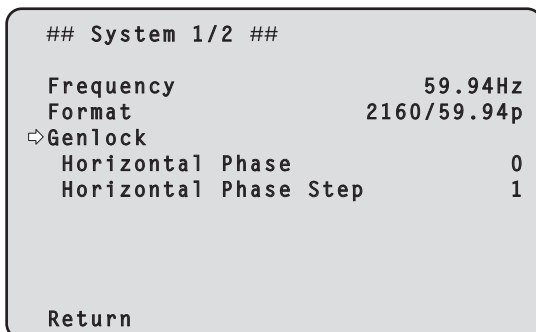 ## System 1/2 ##
Frequency 59.94Hz
Format 2160/59.94p
⇨Genlock
Horizontal Phase 0
Horizontal Phase Step 1
Return